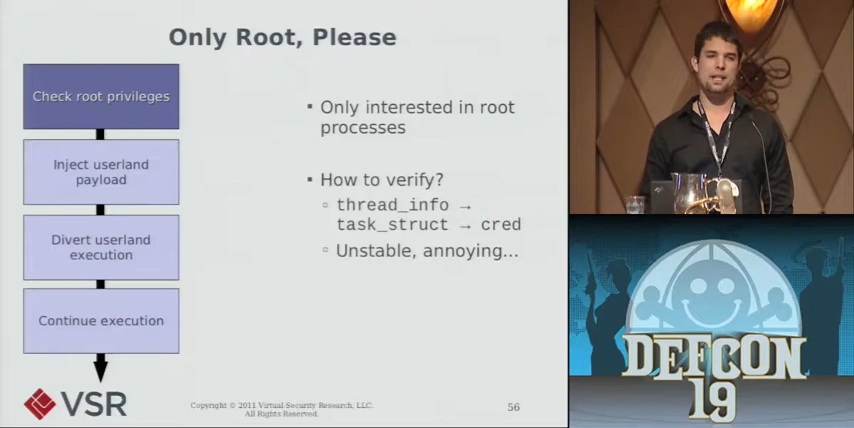 Only Root, Please
Check root privileges
Inject userland
payload
Divert userland
execution
Continue execution
▪ Only interested in root
processes
▪ How to verify?
▫ thread_info →
task_struct → cred
▫ Unstable, annoying…
VSR
Copyright © 2011 Virtual Security Research, LLC.
All Rights Reserved.
56
DEFCON
19